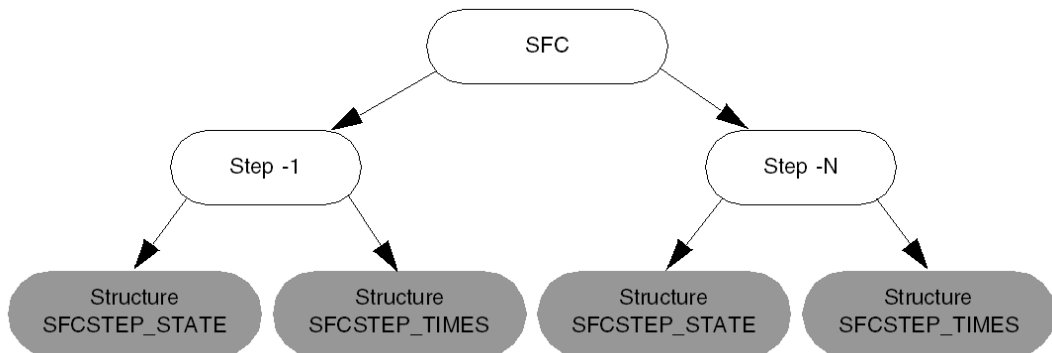 SFC
Step -1
Step -N
Structure
SFCSTEP_STATE
Structure
SFCSTEP_TIMES
Structure
SFCSTEP_STATE
Structure
SFCSTEP_TIMES